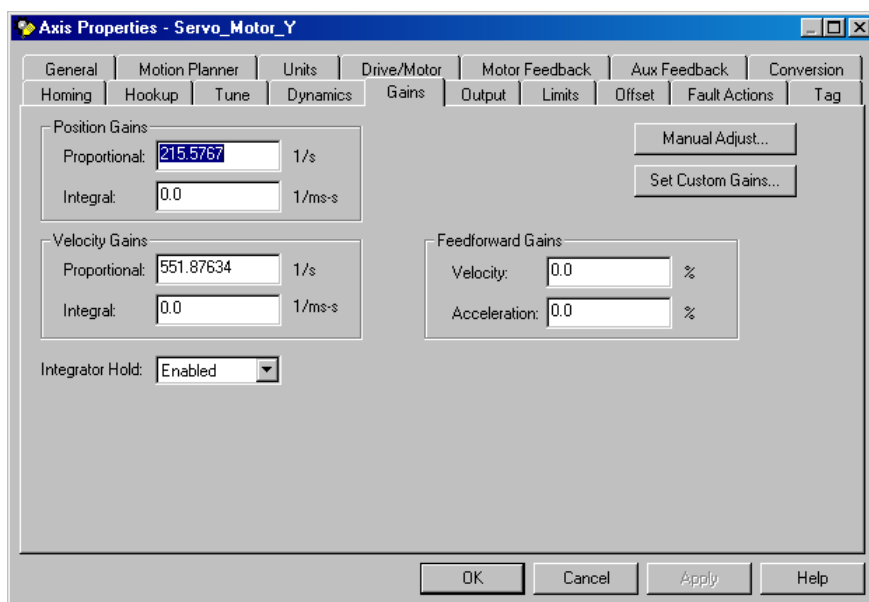 Axis Properties - Servo_Motor_Y
General Motion Planner Units Drive/Motor Motor Feedback Aux Feedback Conversion
Homing Hookup Tune Dynamics Gains Output Limits Offset Fault Actions Tag
Position Gains
Proportional: 215.5767 1/s
Integral: 0.0 1/ms-s
Manual Adjust...
Set Custom Gains...
Velocity Gains
Proportional: 551.87634 1/s
Integral: 0.0 1/ms-s
Feedforward Gains
Velocity: 0.0 %
Acceleration: 0.0 %
Integrator Hold: Enabled
OK Cancel Apply Help